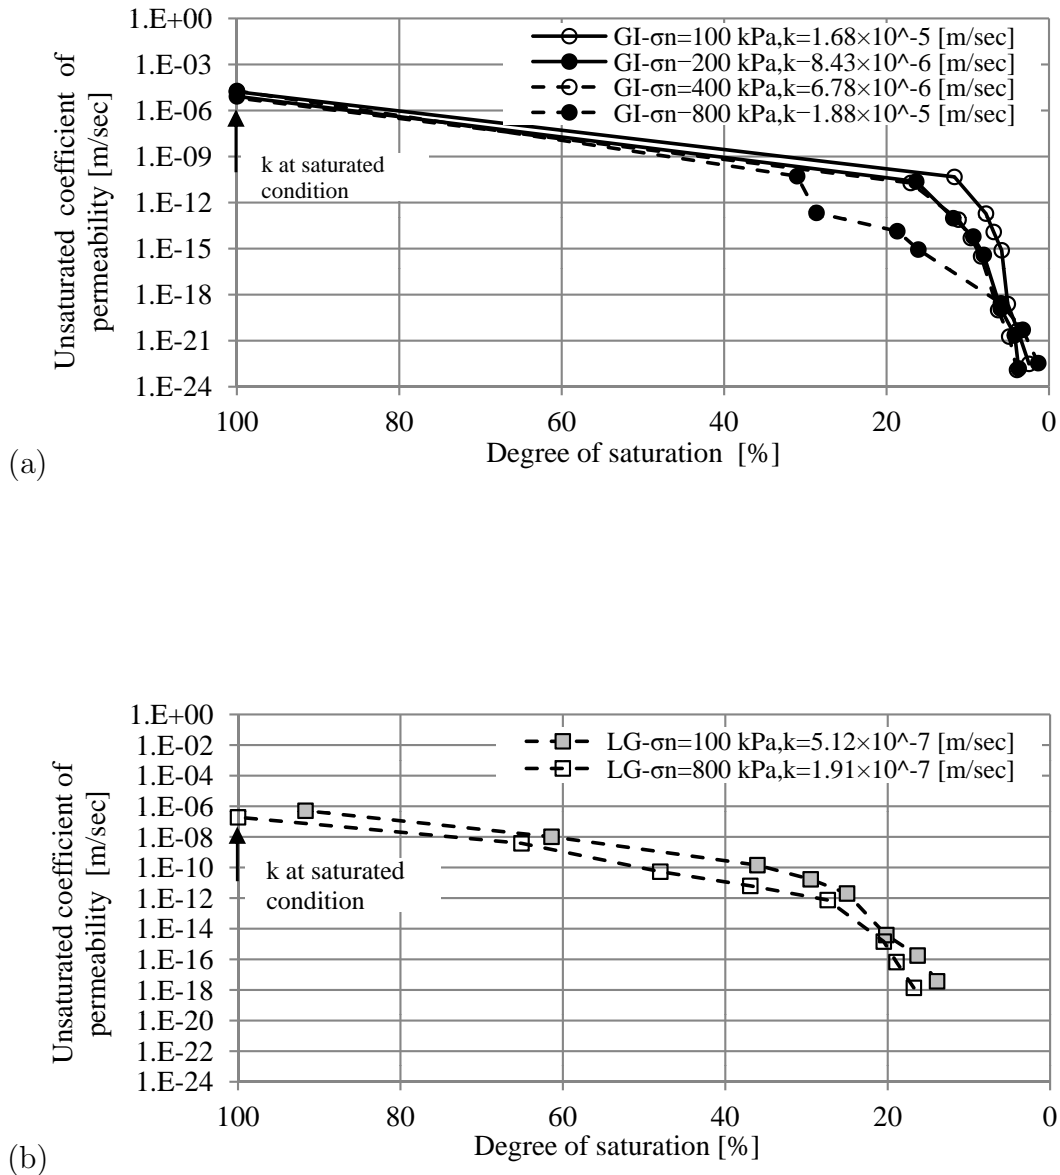 1.E+00
1.E-03
1.E-06
1.E-09
1.E-12
1.E-15
1.E-18
1.E-21
1.E-24
Unsaturated coefficient of
permeability [m/sec]
GI-σn=100 kPa,k=1.68×10^-5 [m/sec]
GI-σn=200 kPa,k=8.43×10^-6 [m/sec]
GI-σn=400 kPa,k=6.78×10^-6 [m/sec]
GI-σn=800 kPa,k=1.88×10^-5 [m/sec]
k at saturated
condition
100 80 60 40 20 0
Degree of saturation [%]
(a)
1.E+00
1.E-02
1.E-04
1.E-06
1.E-08
1.E-10
1.E-12
1.E-14
1.E-16
1.E-18
1.E-20
1.E-22
1.E-24
Unsaturated coefficient of
permeability [m/sec]
LG-σn=100 kPa,k=5.12×10^-7 [m/sec]
LG-σn=800 kPa,k=1.91×10^-7 [m/sec]
k at saturated
condition
100 80 60 40 20 0
Degree of saturation [%]
(b)